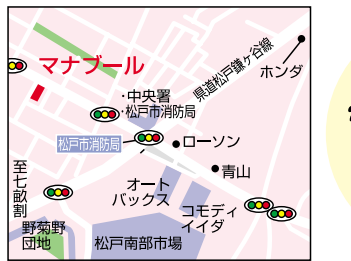 マナブール
県道松戸鎌ヶ谷線
ホンダ
・中央署
・松戸市消防局
松戸市消防局
ローソン
青山
至七畝割
オート
バックス
コモディ
イイダ
野菊野
団地
松戸南部市場